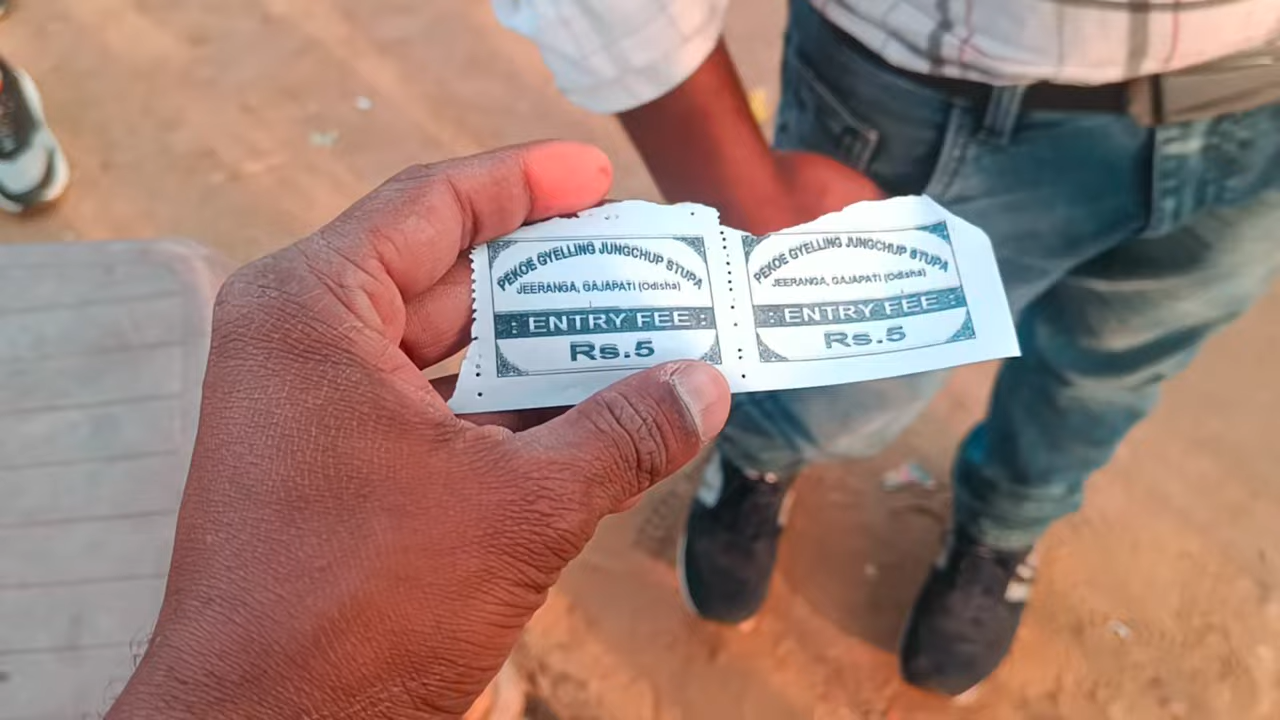 PEKOE GYELLING JUNGCHUP STUPA
JEERANGA, GAJAPATI (Odisha)
: ENTRY FEE :
Rs.5
PEKOE GYELLING JUNGCHUP STUPA
JEERANGA, GAJAPATI (Odisha)
: ENTRY FEE :
Rs.5